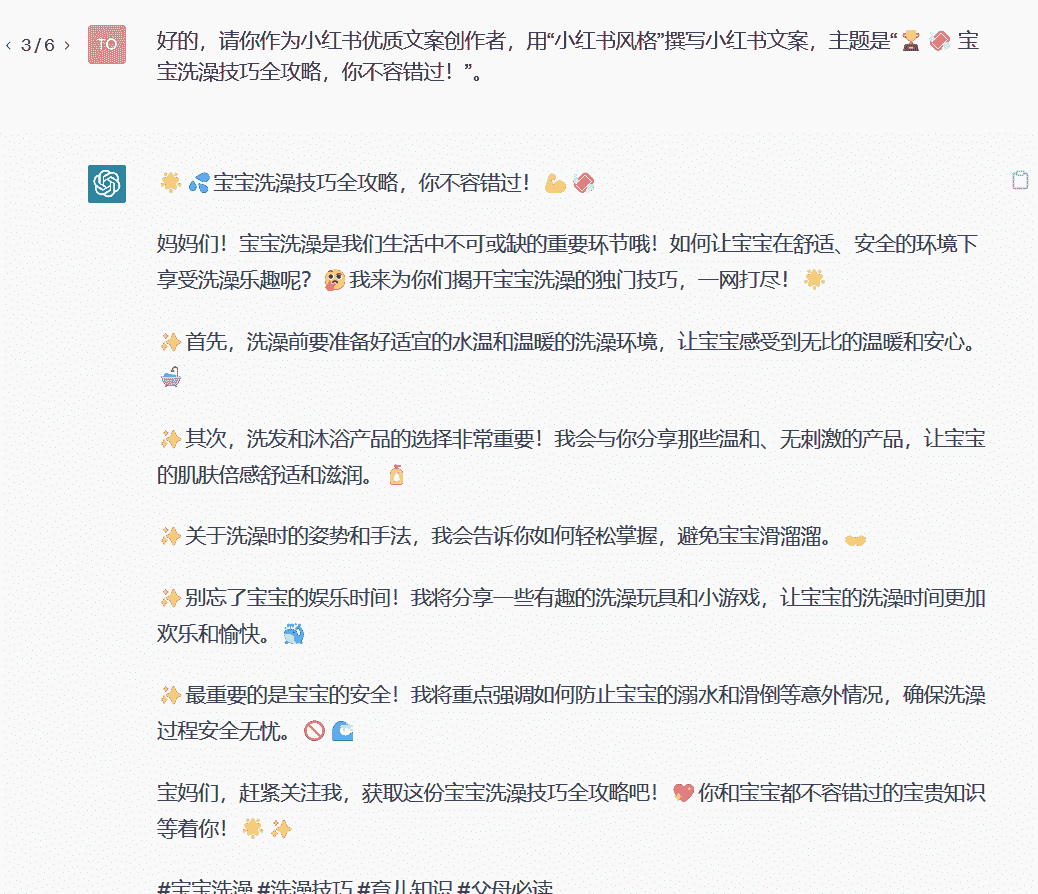 ‹ 3/6 ›
TO
好的，请你作为小红书优质文案创作者，用“小红书风格”撰写小红书文案，主题是“🏆 🧼 宝
宝洗澡技巧全攻略，你不容错过！”。
🌟 💦 宝宝洗澡技巧全攻略，你不容错过！ 💪 🧼
妈妈们！宝宝洗澡是我们生活中不可或缺的重要环节哦！如何让宝宝在舒适、安全的环境下
享受洗澡乐趣呢？🤔 我来为你们揭开宝宝洗澡的独门技巧，一网打尽！ 🌟
✨ 首先，洗澡前要准备好适宜的水温和温暖的洗澡环境，让宝宝感受到无比的温暖和安心。
🛀
✨ 其次，洗发和沐浴产品的选择非常重要！我会与你分享那些温和、无刺激的产品，让宝宝
的肌肤倍感舒适和滋润。 🧴
✨ 关于洗澡时的姿势和手法，我会告诉你如何轻松掌握，避免宝宝滑溜溜。 🤝
✨ 别忘了宝宝的娱乐时间！我将分享一些有趣的洗澡玩具和小游戏，让宝宝的洗澡时间更加
欢乐和愉快。 🐳
✨ 最重要的是宝宝的安全！我将重点强调如何防止宝宝的溺水和滑倒等意外情况，确保洗澡
过程安全无忧。 🚫 🌊
宝妈们，赶紧关注我，获取这份宝宝洗澡技巧全攻略吧！ 💖 你和宝宝都不容错过的宝贵知识
等着你！ 🌟 ✨
#宝宝洗澡 #洗澡技巧 #育儿知识 #父母必读